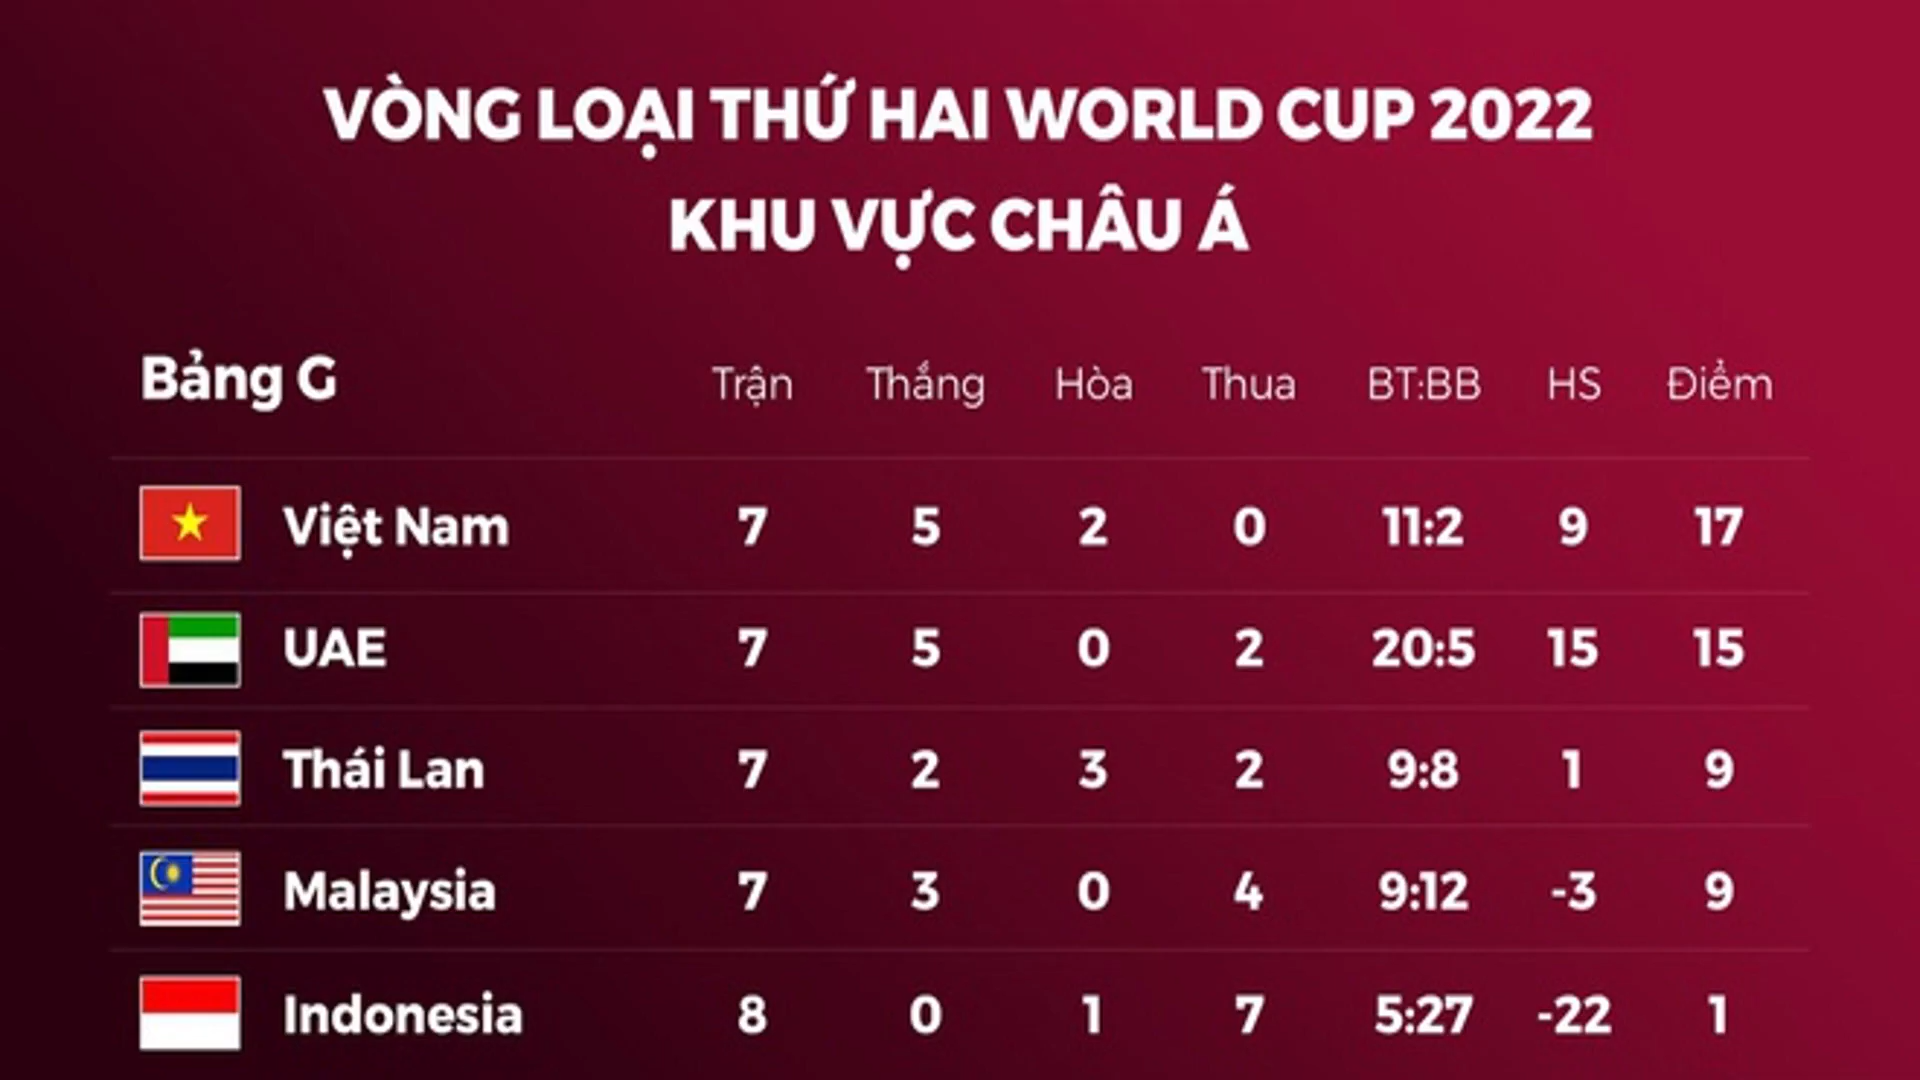 VÒNG LOẠI THỨ HAI WORLD CUP 2022
KHU VỰC CHÂU Á
Bảng G Trận Thắng Hòa Thua BT:BB HS Điểm
Việt Nam 7 5 2 0 11:2 9 17
UAE 7 5 0 2 20:5 15 15
Thái Lan 7 2 3 2 9:8 1 9
Malaysia 7 3 0 4 9:12 -3 9
Indonesia 8 0 1 7 5:27 -22 1